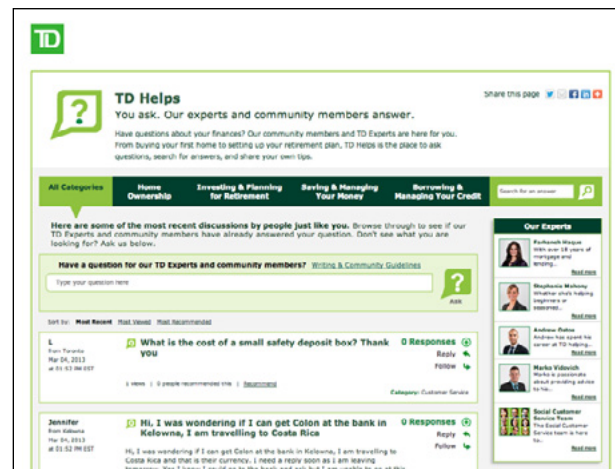 TD
TD Helps
You ask. Our experts and community members answer.
Share this page
Have questions about your finances? Our community members and TD Experts are here for you.
From buying your first home to setting up your retirement plan, TD Helps is the place to ask
questions, search for answers, and share your own tips.
All Categories
Home
Ownership
Investing & Planning
for Retirement
Saving & Managing
Your Money
Borrowing &
Managing Your Credit
Search for an answer
Here are some of the most recent discussions by people just like you. Browse through to see if our
TD Experts and community members have already answered your question. Don't see what you are
looking for? Ask us below.
Have a question for our TD Experts and community members? Writing & Community Guidelines
Type your question here
Ask
Sort by: Most Recent Most Viewed Most Recommended
L
from Toronto
Mar 04, 2013
at 01:53 PM EST
What is the cost of a small safety deposit box? Thank
you
1 views | 0 people recommended this | Recommend
0 Responses
Reply
Follow
Category: Customer Service
Jennifer
from Kelowna
Mar 04, 2013
at 01:52 PM EST
Hi, I was wondering if I can get Colon at the bank in
Kelowna, I am travelling to Costa Rica
Hi, I was wondering if I can get Colon at the bank in Kelowna, I am travelling to
Costa Rica and that is their currency. I need a reply soon as I am leaving
0 Responses
Reply
Follow
Our Experts
Farhaneh Haque
With over 18 years of
mortgage and
lending...
Read more
Stephanie
Whether she's helping
beginners or
seasoned...
Read more
Andrew
Andrew has spent his
career at TD helping...
Read more
Marko Vidovich
Marko is passionate
about providing advice
to his...
Read more
Social Customer
Service Team
The Social Customer
Service team is here
to...
Read more